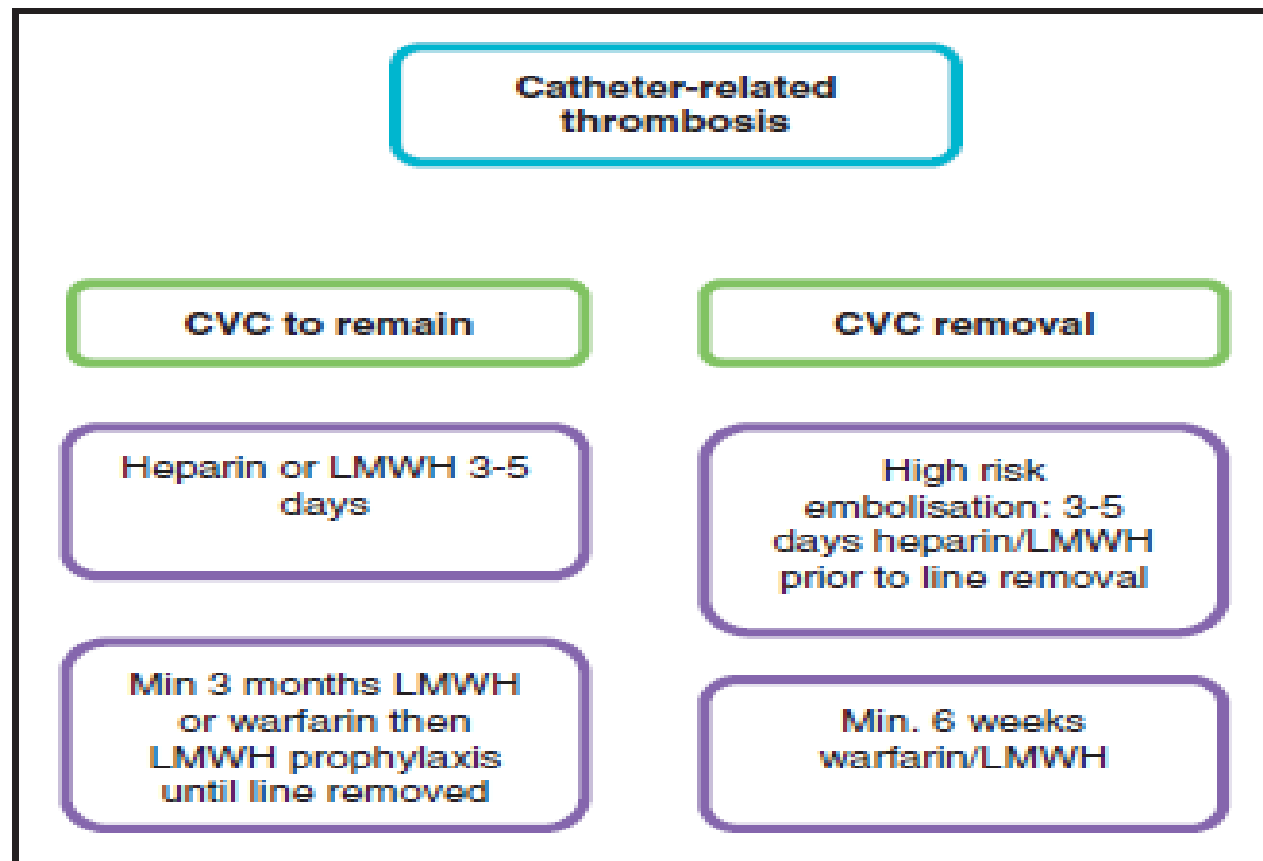 Catheter-related
thrombosis
CVC to remain
Heparin or LMWH 3-5
days
Min 3 months LMWH
or warfarin then
LMWH prophylaxis
until line removed
CVC removal
High risk
embolisation: 3-5
days heparin/LMWH
prior to line removal
Min. 6 weeks
warfarin/LMWH